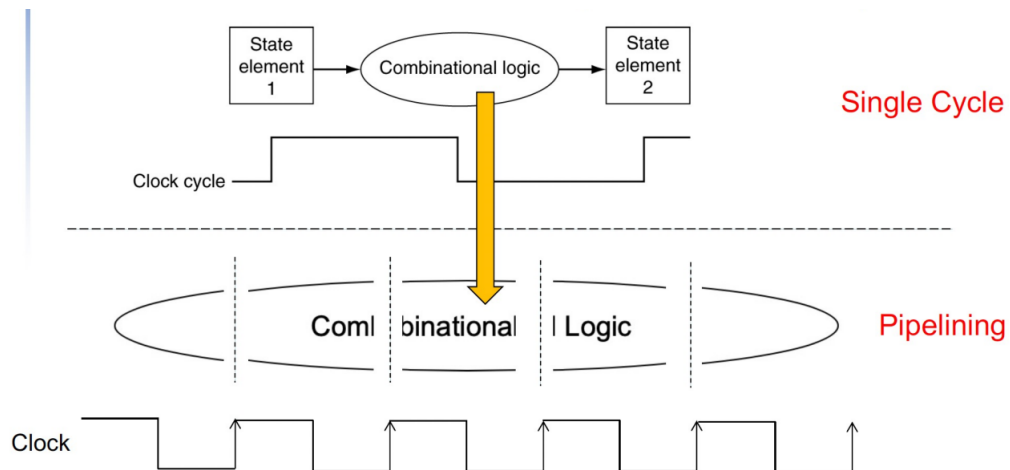 State
element
1
Combinational logic
State
element
2
Single Cycle
Clock cycle
Coml binational l Logic
Pipelining
Clock